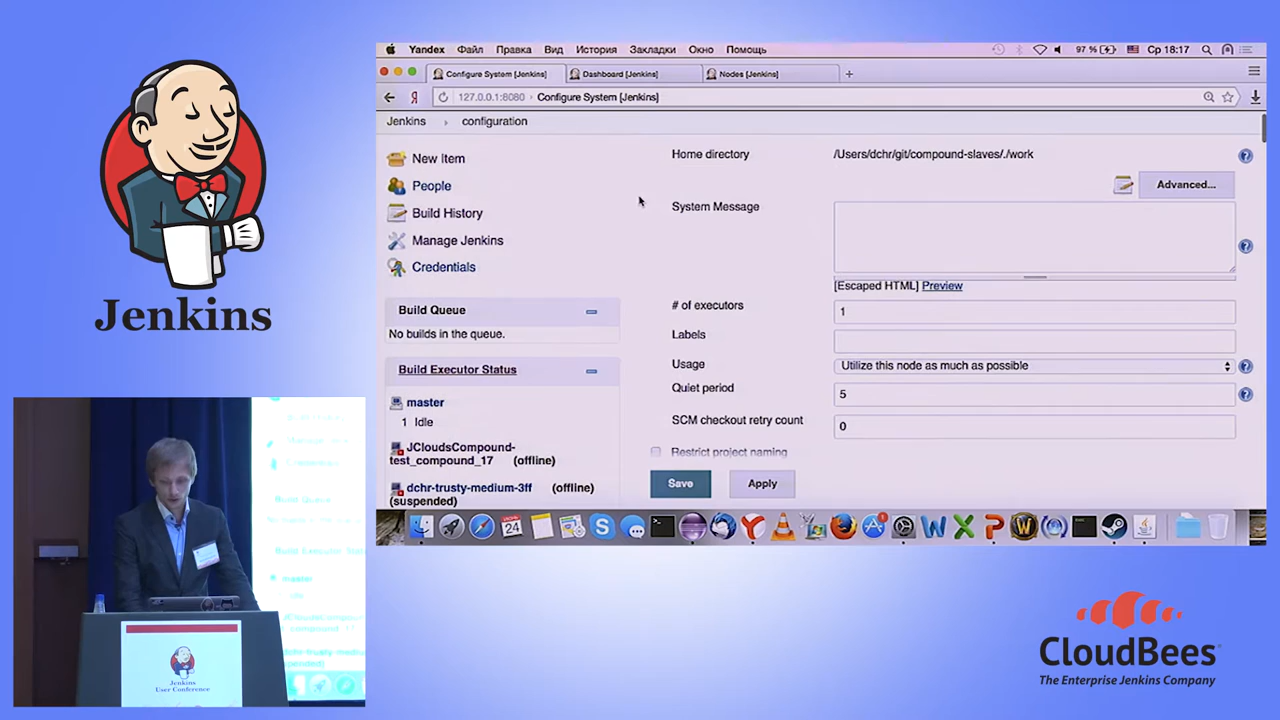 Jenkins
Yandex Файл Правка Вид История Закладки Окно Помощь 97 % Ср 18:17
Configure System [Jenkins] Dashboard [Jenkins] Nodes [Jenkins]
Я 127.0.0.1:8080 › Configure System [Jenkins]
Jenkins › configuration
New Item
People
Build History
Manage Jenkins
Credentials
Build Queue
No builds in the queue.
Build Executor Status
master
1 Idle
JCloudsCompound-
test_compound_17 (offline)
dchr-trusty-medium-3ff (offline)
(suspended)
Home directory /Users/dchr/git/compound-slaves/./work
Advanced...
System Message
[Escaped HTML] Preview
# of executors 1
Labels
Usage Utilize this node as much as possible
Quiet period 5
SCM checkout retry count 0
Restrict project naming
Save Apply
24
Jenkins
User Conference
CloudBees
The Enterprise Jenkins Company